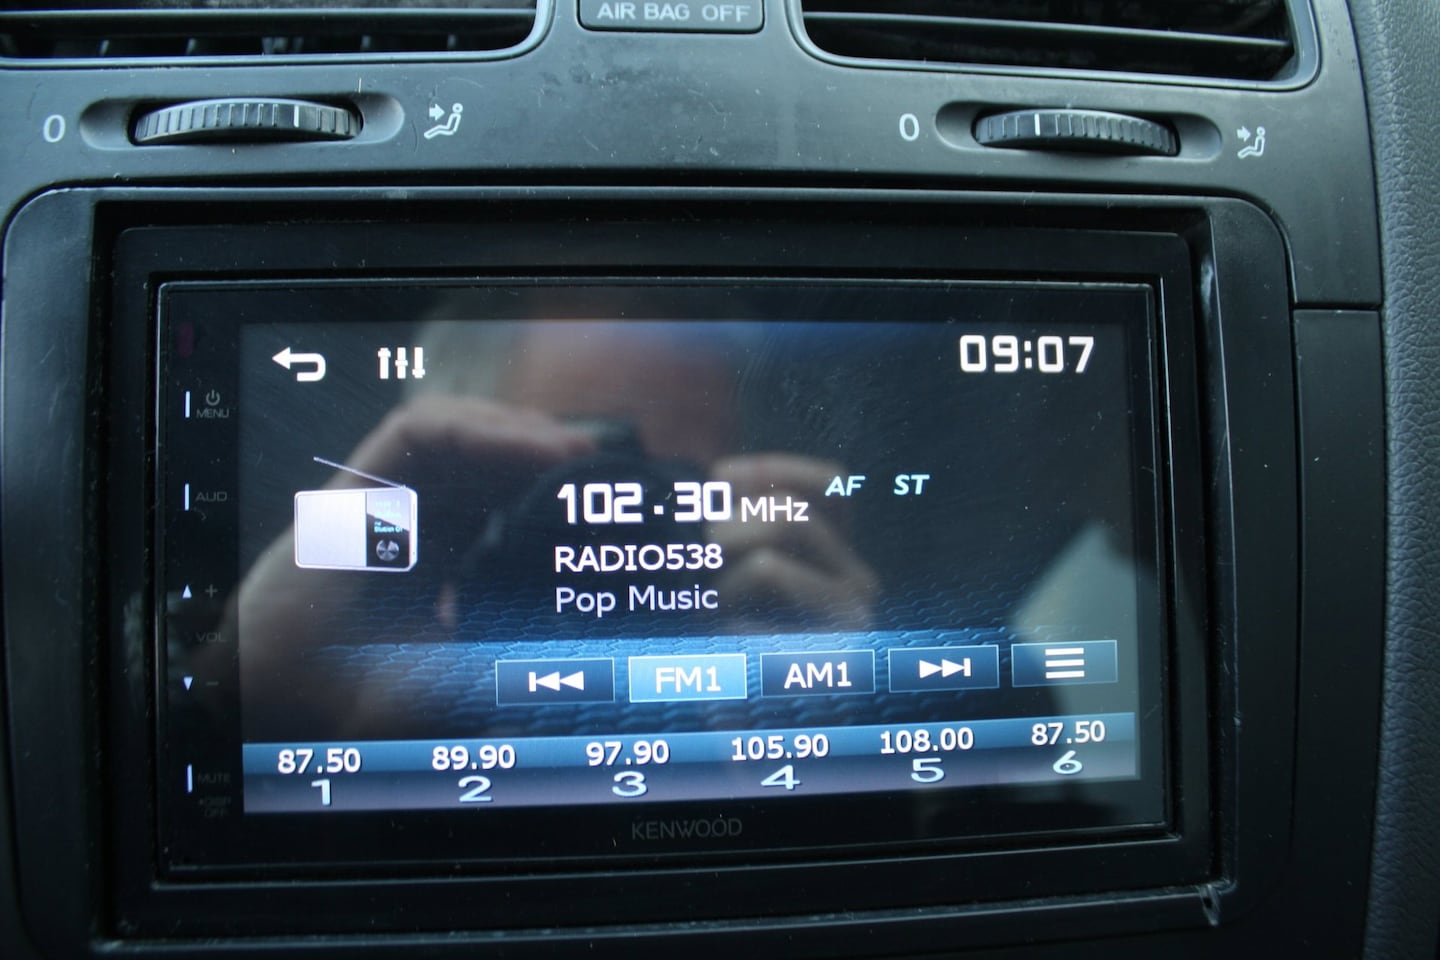 AIR BAG OFF
0
0
09:07
MENU
AUD
102.30 MHz AF ST
RADIO538
Pop Music
+
VOL
-
FM1 AM1
87.50 89.90 97.90 105.90 108.00 87.50
1 2 3 4 5 6
MUTE
OFF
KENWOOD